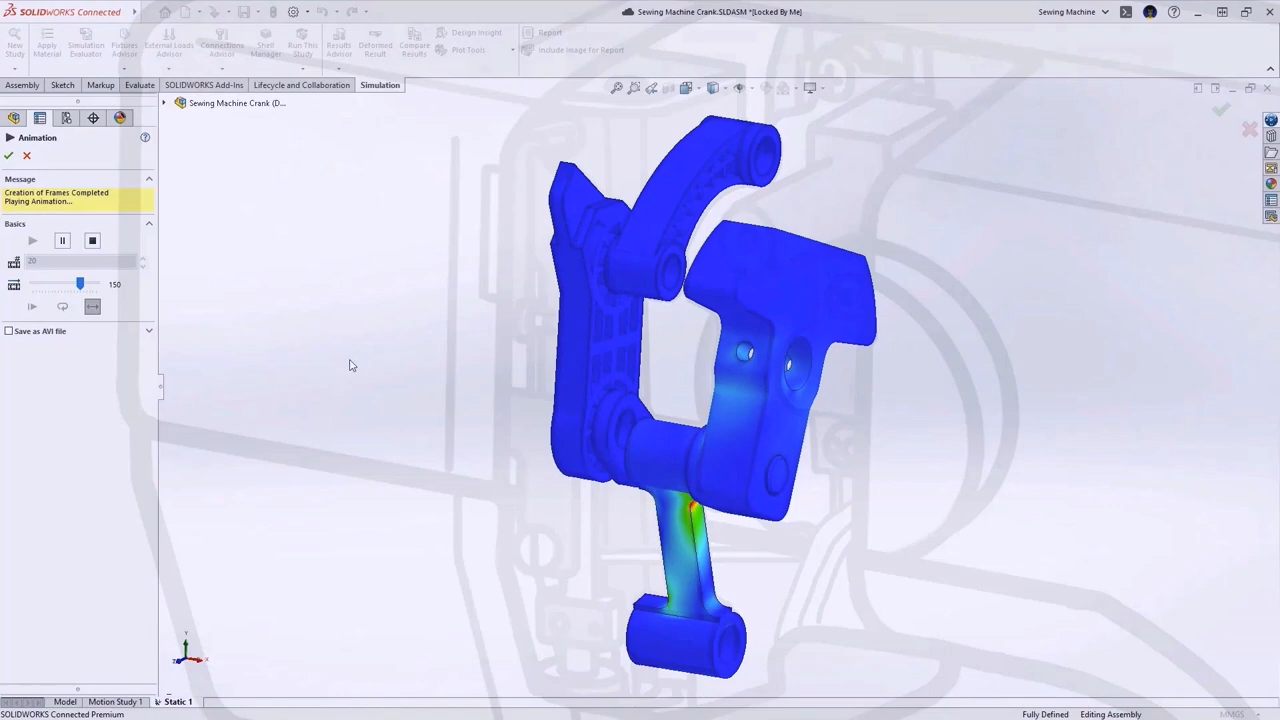 SOLIDWORKS Connected
Sewing Machine Crank.SLDASM *[Locked By Me]
Sewing Machine
New Study
Apply Material
Simulation Evaluator
Fixtures Advisor
External Loads Advisor
Connections Advisor
Shell Manager
Run This Study
Results Advisor
Deformed Result
Compare Results
Design Insight
Plot Tools
Report
Include Image for Report
Assembly
Sketch
Markup
Evaluate
SOLIDWORKS Add-Ins
Lifecycle and Collaboration
Simulation
Sewing Machine Crank (D...
Animation
Message
Creation of Frames Completed
Playing Animation...
Basics
20
150
Save as AVI file
Y
X
Z
Model
Motion Study 1
Static 1
SOLIDWORKS Connected Premium
Fully Defined
Editing Assembly
MMGS